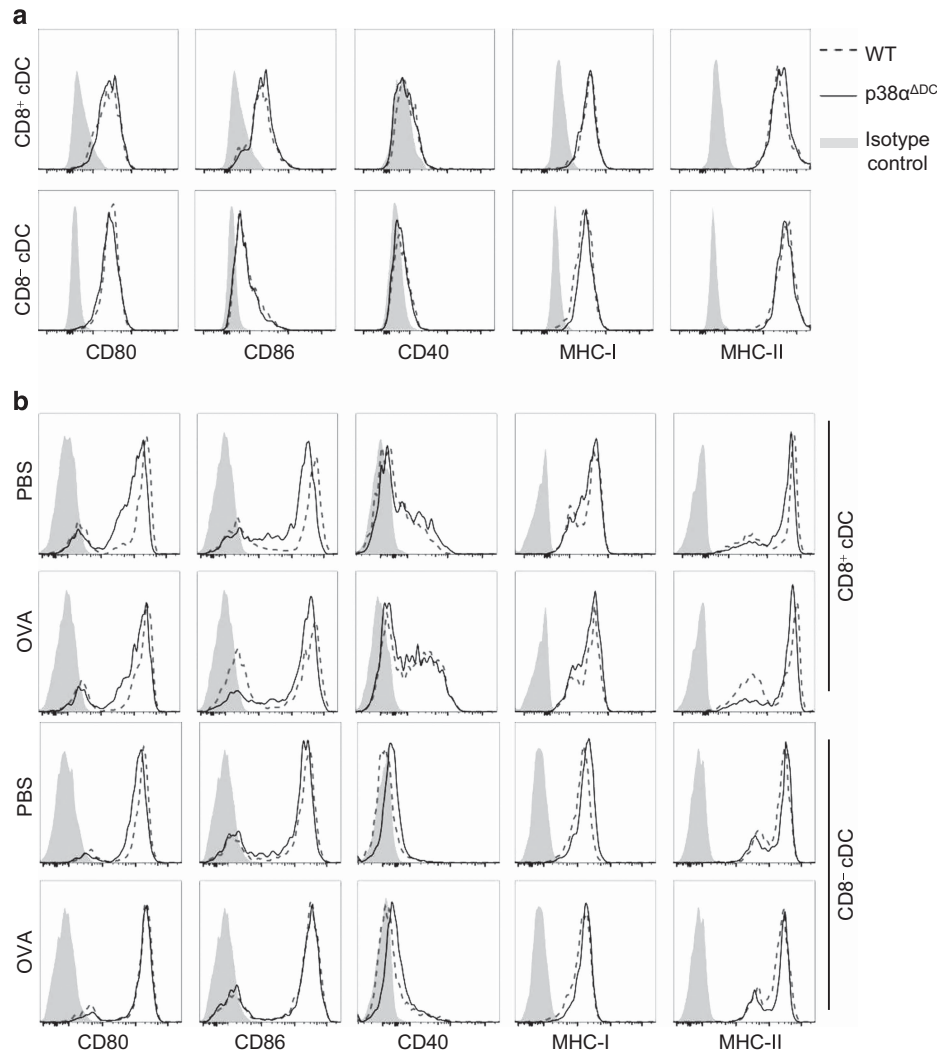 a
CD8⁺ cDC
CD8⁻ cDC
WT
p38α^ΔDC
Isotype
control
CD80
CD86
CD40
MHC-I
MHC-II
b
PBS
OVA
CD8⁺ cDC
PBS
OVA
CD8⁻ cDC
CD80
CD86
CD40
MHC-I
MHC-II